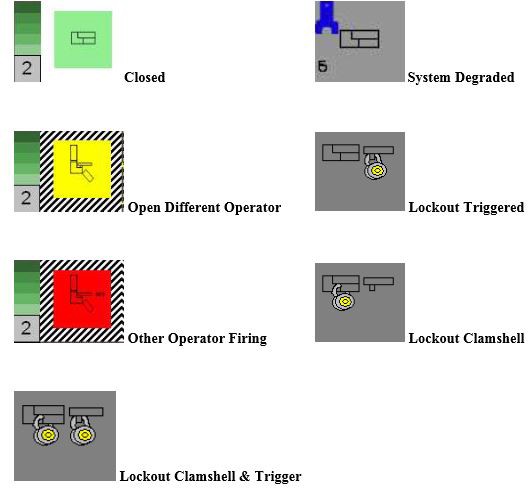 2 Closed
5 System Degraded
2 Open Different Operator
Lockout Triggered
2 Other Operator Firing
Lockout Clamshell
Lockout Clamshell & Trigger